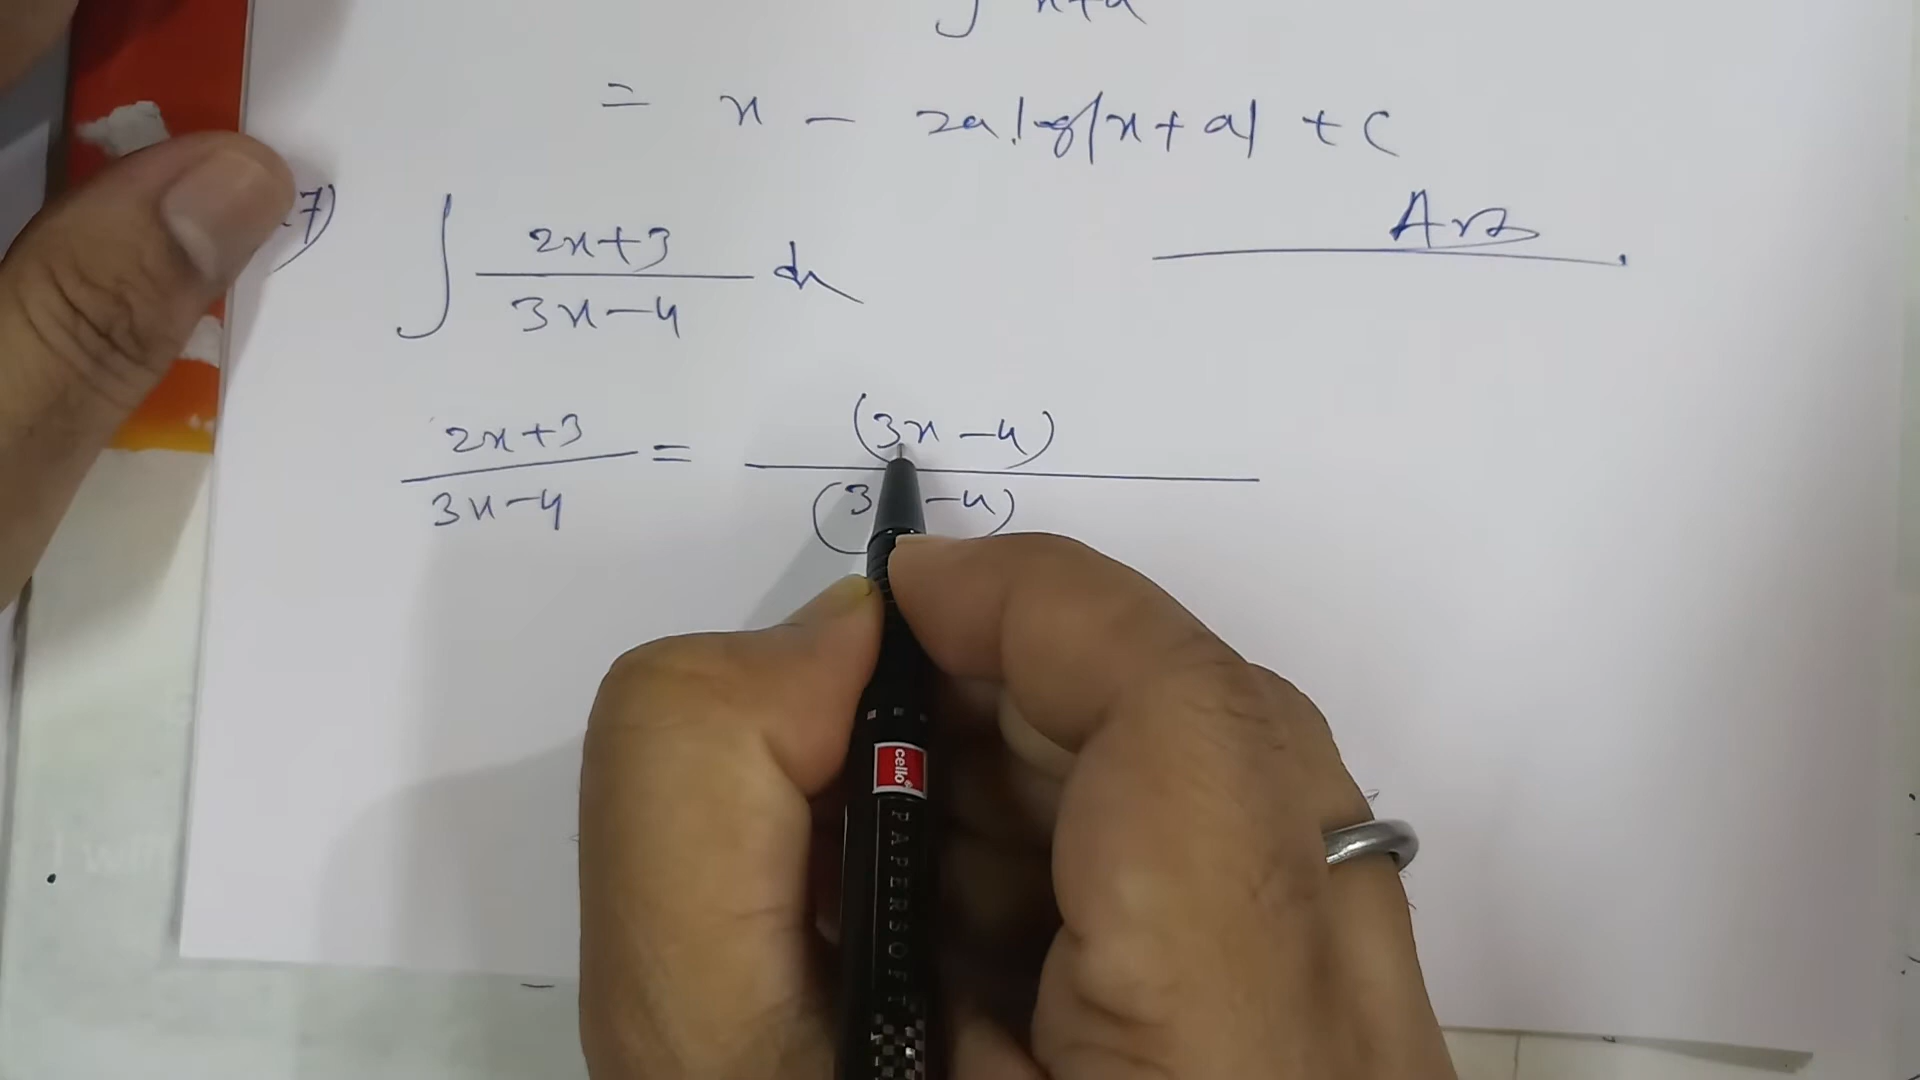 ∫ x+a
= x - 2a log|x+a| + C
Ans
7) ∫ 2x+3 / 3x-4 dx
2x+3 / 3x-4 = (3x-4) / (3 -4)
cello
PAPERSOFT
I will